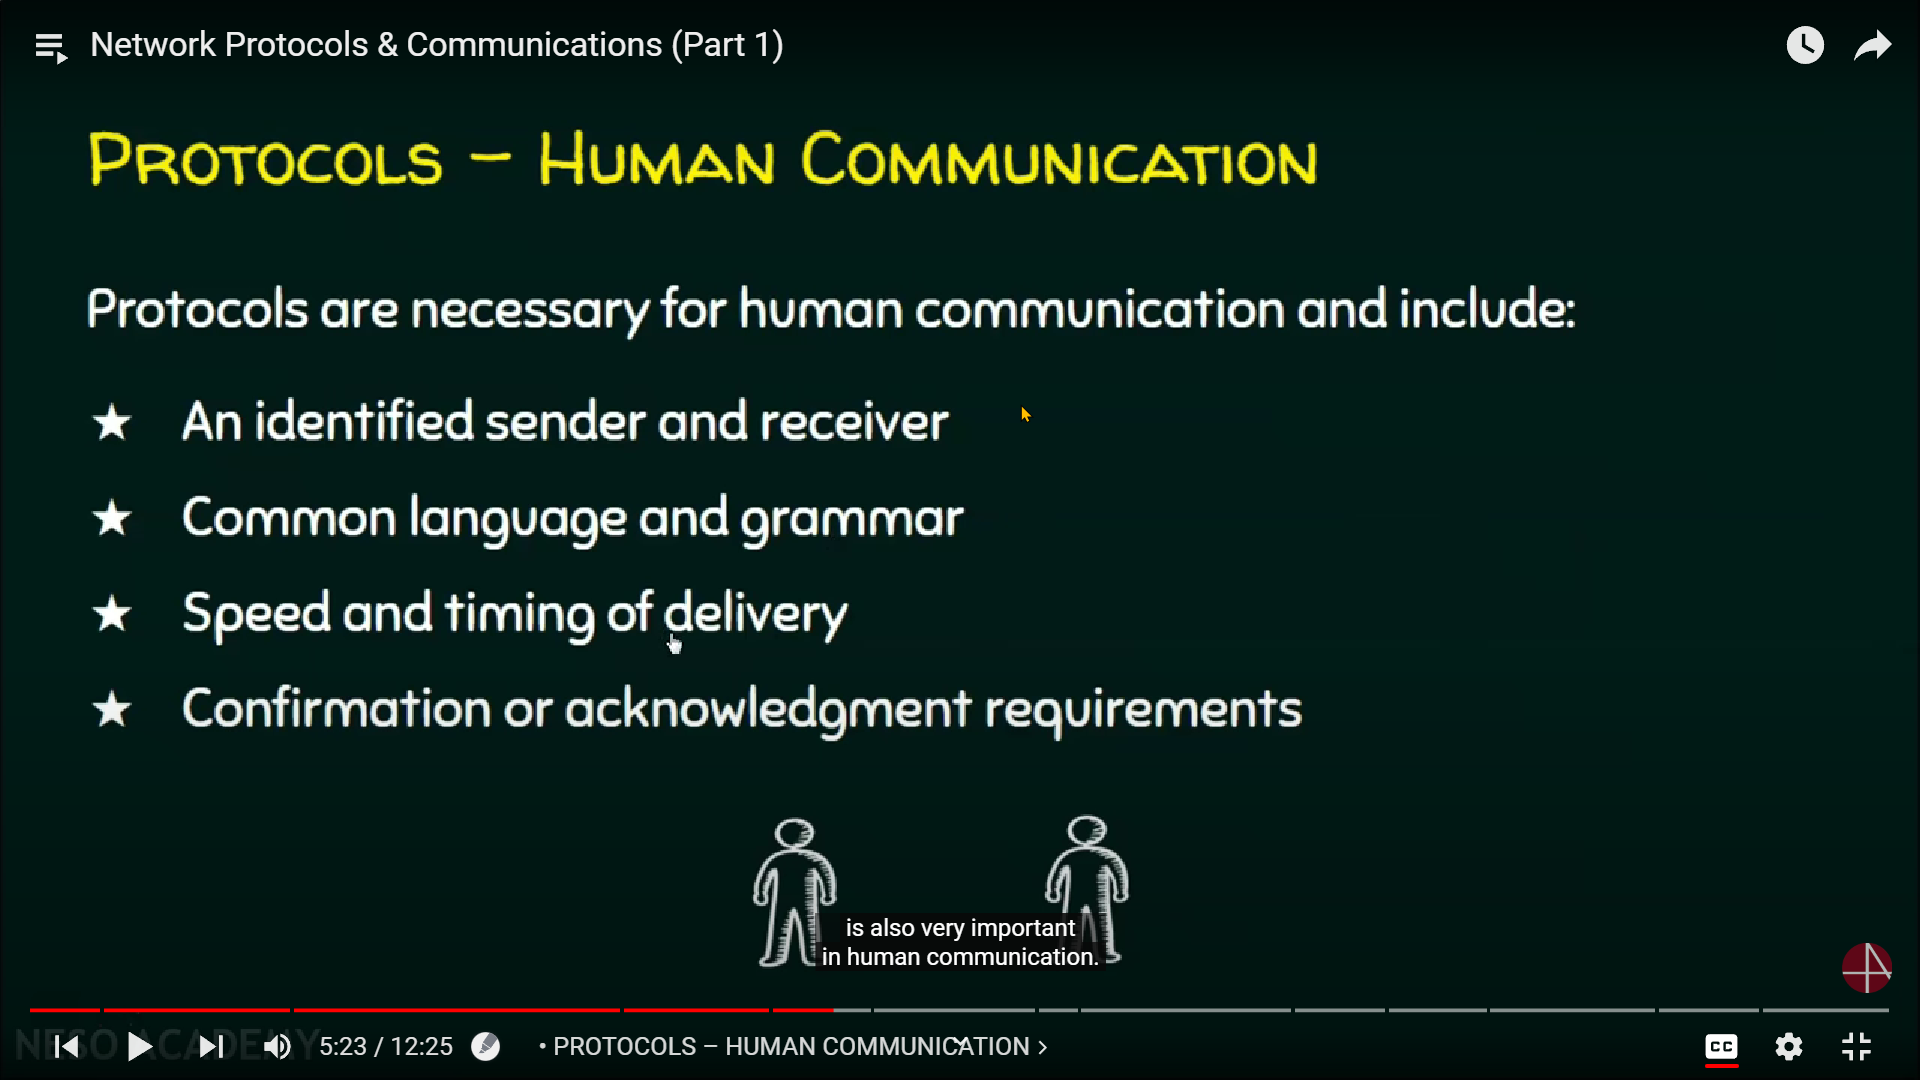 Network Protocols & Communications (Part 1)
PROTOCOLS – HUMAN COMMUNICATION
Protocols are necessary for human communication and include:
★ An identified sender and receiver
★ Common language and grammar
★ Speed and timing of delivery
★ Confirmation or acknowledgment requirements
is also very important
in human communication.
NESO ACADEMY
5:23 / 12:25 • PROTOCOLS – HUMAN COMMUNICATION ›
CC